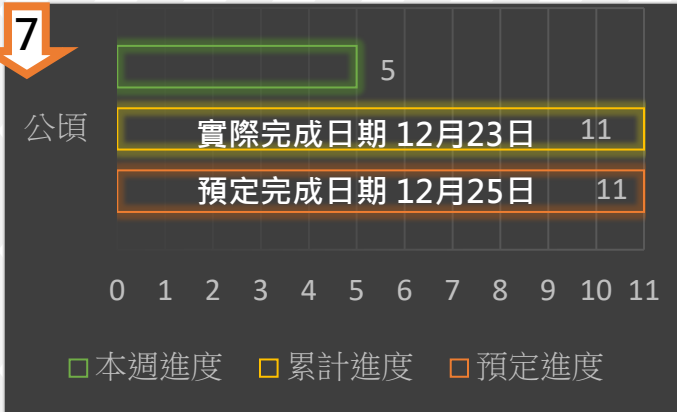 7
5
公頃
實際完成日期 12月23日 11
預定完成日期 12月25日 11
0 1 2 3 4 5 6 7 8 9 10 11
本週進度 累計進度 預定進度